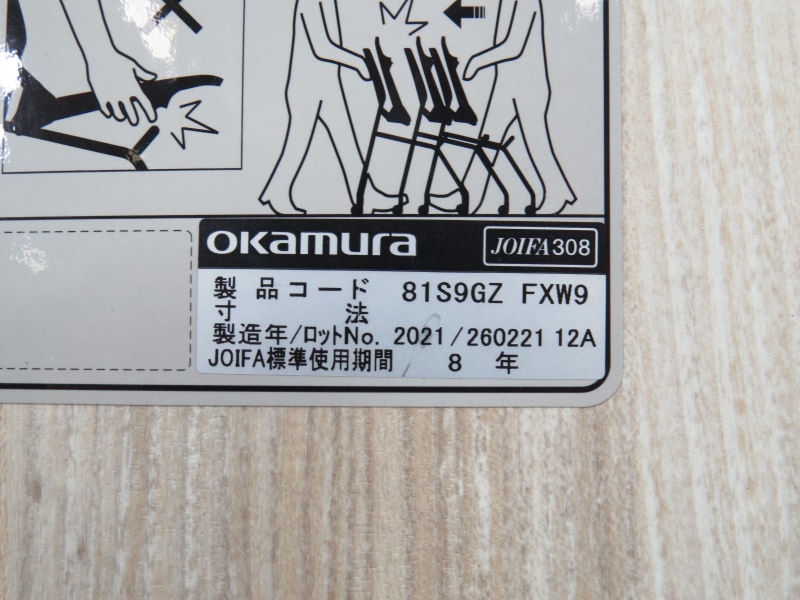 okamura JOIFA308
製品コード 81S9GZ FXW9
寸法
製造年/ロットNo. 2021/260221 12A
JOIFA標準使用期間 8 年